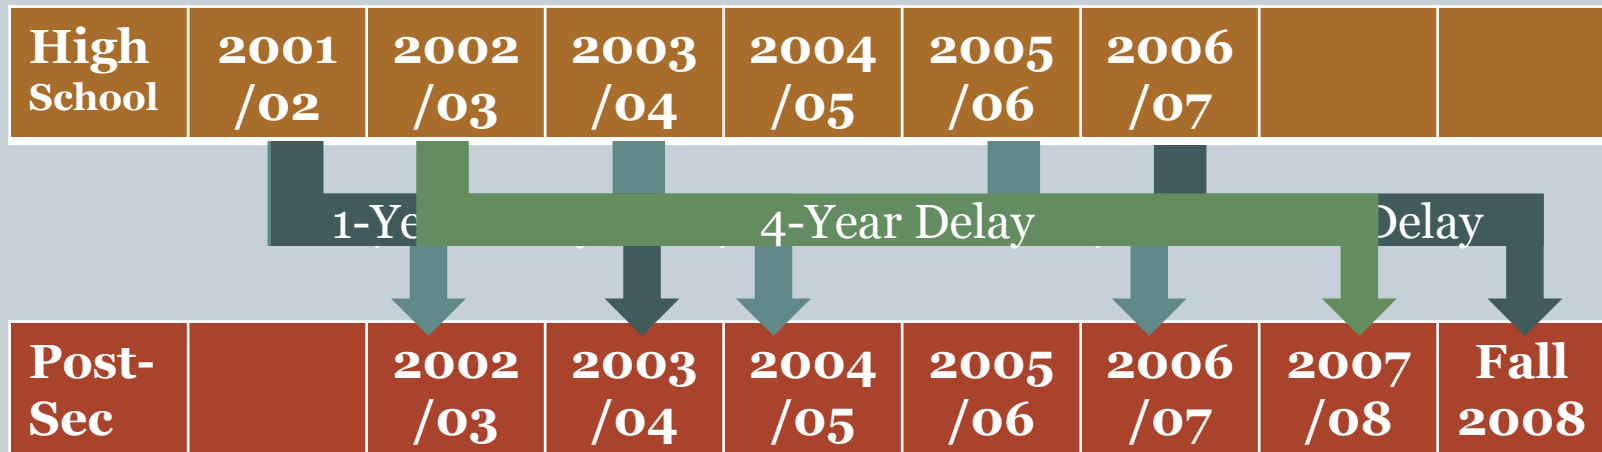 High School
2001 /02
2002 /03
2003 /04
2004 /05
2005 /06
2006 /07
1-Ye
4-Year Delay
Delay
Post-Sec
2002 /03
2003 /04
2004 /05
2005 /06
2006 /07
2007 /08
Fall 2008